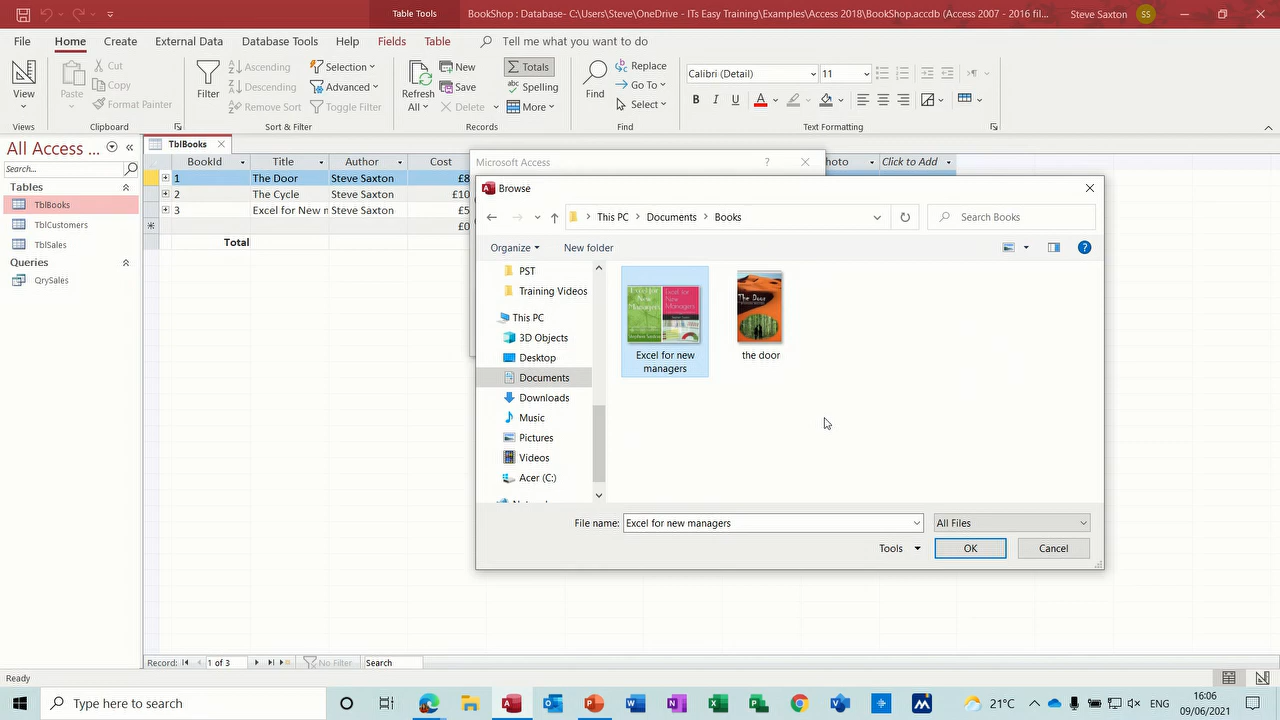 Table Tools
BookShop : Database- C:\Users\Steve\OneDrive - ITs Easy Training\Examples\Access 2018\BookShop.accdb (Access 2007 - 2016 fil...
Steve Saxton
SS
File
Home
Create
External Data
Database Tools
Help
Fields
Table
Tell me what you want to do
View
Views
Paste
Cut
Copy
Format Painter
Clipboard
Filter
Ascending
Descending
Remove Sort
Selection
Advanced
Toggle Filter
Sort & Filter
Refresh
All
New
Save
Delete
Totals
Spelling
More
Records
Find
Replace
Go To
Select
Find
Calibri (Detail)
11
B I U
Text Formatting
All Access ...
Search...
Tables
TblBooks
TblCustomers
TblSales
Queries
QrySales
TblBooks
BookId Title Author Cost
1 The Door Steve Saxton £8
2 The Cycle Steve Saxton £10
3 Excel for New r Steve Saxton £5
£0
Total
hoto
Click to Add
Microsoft Access
?
Browse
This PC
Documents
Books
Search Books
Organize
New folder
PST
Training Videos
This PC
3D Objects
Desktop
Documents
Downloads
Music
Pictures
Videos
Acer (C:)
Excel for new
managers
the door
File name:
Excel for new managers
All Files
Tools
OK
Cancel
Record:
1 of 3
No Filter
Search
Ready
Type here to search
21°C
ENG
16:06
09/06/2021